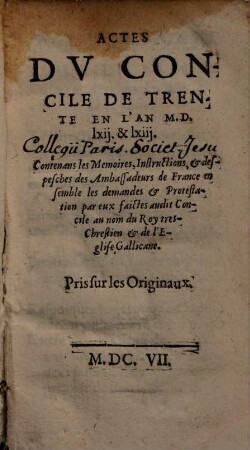 ACTES
DV CON-
CILE DE TREN-
TE EN L'AN M.D.
lxij. & lxiij.
Collegii Paris. Societ. Jesu
Contenans les Memoires, Instructions, & des-
pesches des Ambassadeurs de France en
semble les demandes & Protesta-
tion par eux faictes audit Con-
cile au nom du Roy tres-
Chrestien & de l'E-
glise Gallicane.
Pris sur les Originaux.
M.DC. VII.